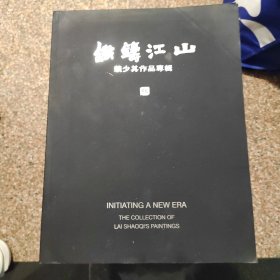 鐵鑄江山
賴少其作品專輯
INITIATING A NEW ERA
THE COLLECTION OF
LAI SHAOQI'S PAINTINGS